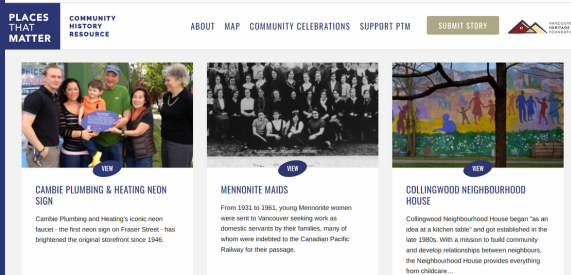 PLACES
THAT
MATTER
COMMUNITY
HISTORY
RESOURCE
ABOUT MAP COMMUNITY CELEBRATIONS SUPPORT PTM
SUBMIT STORY
VANCOUVER
HERITAGE
FOUNDATION
VIEW
CAMBIE PLUMBING & HEATING NEON
SIGN
Cambie Plumbing and Heating's iconic neon
faucet - the first neon sign on Fraser Street - has
brightened the original storefront since 1946.
VIEW
MENNONITE MAIDS
From 1931 to 1961, young Mennonite women
were sent to Vancouver seeking work as
domestic servants by their families, many of
whom were indebted to the Canadian Pacific
Railway for their passage.
VIEW
COLLINGWOOD NEIGHBOURHOOD
HOUSE
Collingwood Neighbourhood House began "as an
idea at a kitchen table" and got established in the
late 1980s. With a mission to build community
and develop relationships between neighbours,
the Neighbourhood House provides everything
from childcare...